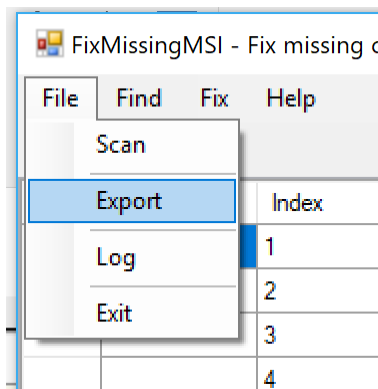 FixMissingMSI - Fix missing
File Find Fix Help
Scan
Export
Index
1
Log
2
Exit
3
4